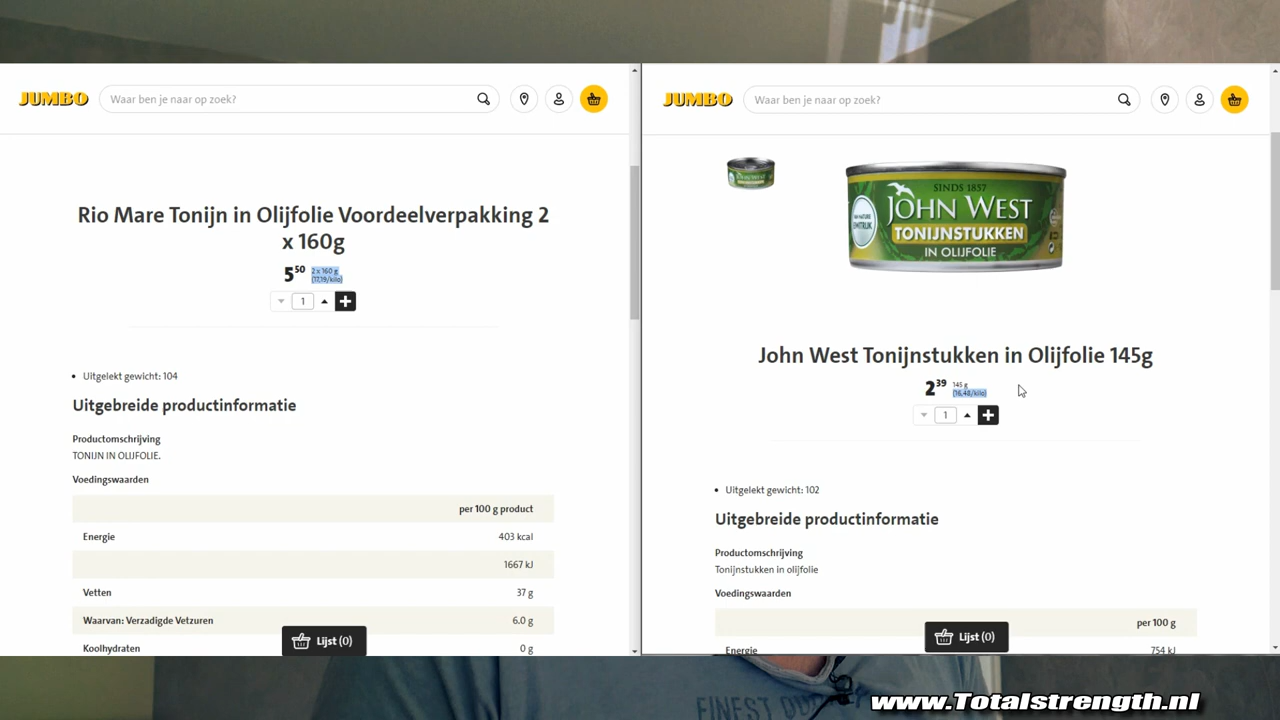 JUMBO
Waar ben je naar op zoek?
Rio Mare Tonijn in Olijfolie Voordeelverpakking 2
x 160g
5 50
2 x 160 g
(17,19/kilo)
1
Uitgelekt gewicht: 104
Uitgebreide productinformatie
Productomschrijving
TONIJN IN OLIJFOLIE.
Voedingswaarden
per 100 g product
Energie 403 kcal
1667 kJ
Vetten 37 g
Waarvan: Verzadigde Vetzuren 6.0 g
Koolhydraten 0 g
Lijst (0)
JUMBO
Waar ben je naar op zoek?
SINDS 1857
JOHN WEST
TONIJNSTUKKEN
IN OLIJFOLIE
John West Tonijnstukken in Olijfolie 145g
2 39
145 g
(16,48/kilo)
1
Uitgelekt gewicht: 102
Uitgebreide productinformatie
Productomschrijving
Tonijnstukken in olijfolie
Voedingswaarden
per 100 g
Energie 754 kJ
Lijst (0)
FINEST
www.Totalstrength.nl